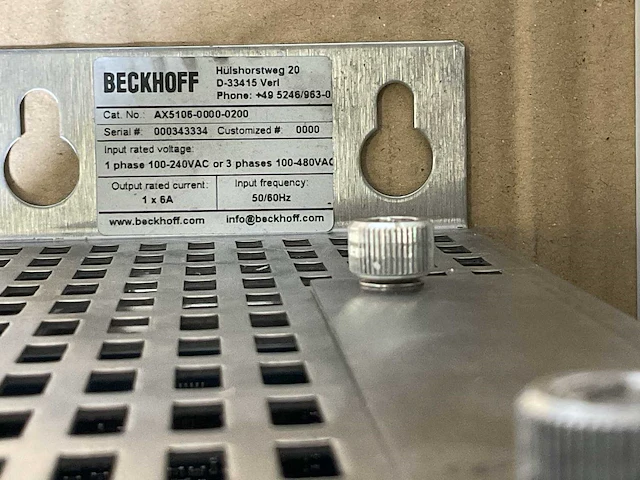 BECKHOFF
Hülshorstweg 20
D-33415 Verl
Phone: +49 5246/963-0
Cat. No.: AX5106-0000-0200
Serial #: 000343334 Customized #: 0000
Input rated voltage:
1 phase 100-240VAC or 3 phases 100-480VAC
Output rated current:
1 x 6A
Input frequency:
50/60Hz
www.beckhoff.com info@beckhoff.com